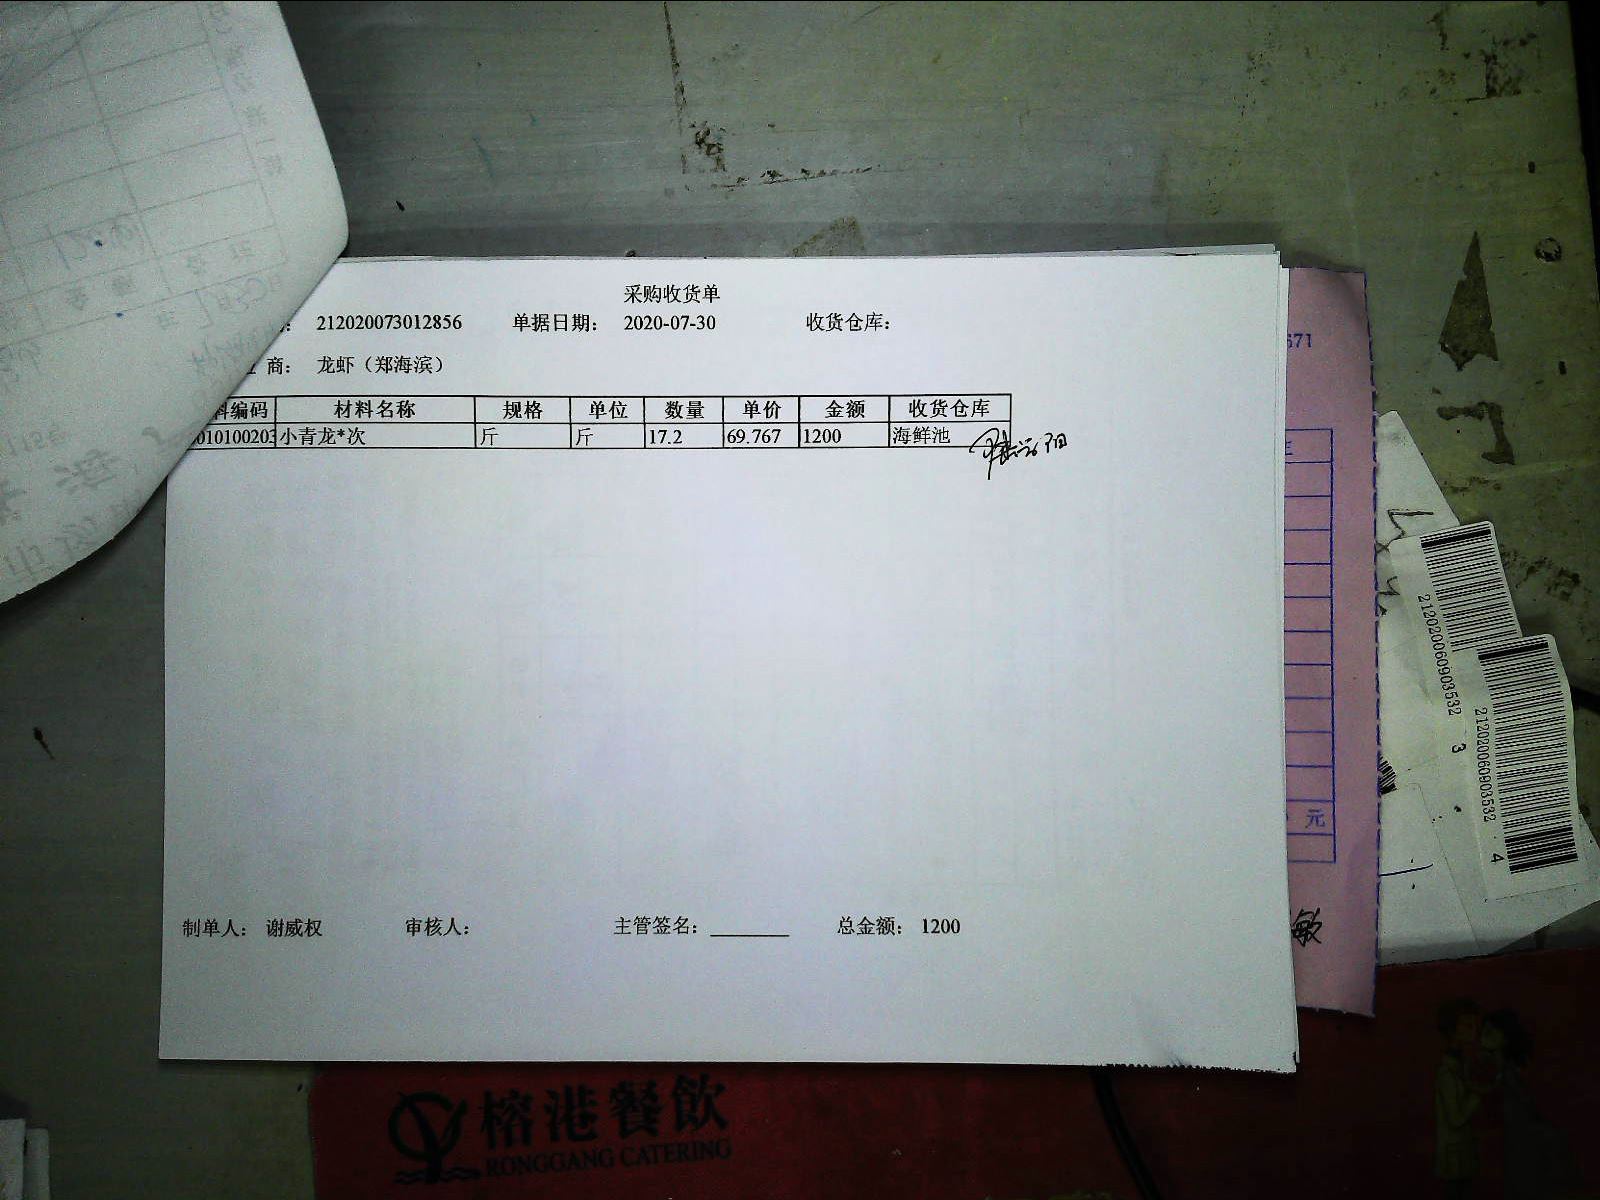 采购收货单
: 212020073012856 单据日期: 2020-07-30 收货仓库:
商: 龙虾（郑海滨）
料编码 材料名称 规格 单位 数量 单价 金额 收货仓库
010100203 小青龙*次 斤 斤 17.2 69.767 1200 海鲜池
制单人: 谢威权 审核人: 主管签名: ________ 总金额: 1200
671
元
敏
212020060903532 3
212020060903532 4
榕港餐飲
RONGGANG CATERING